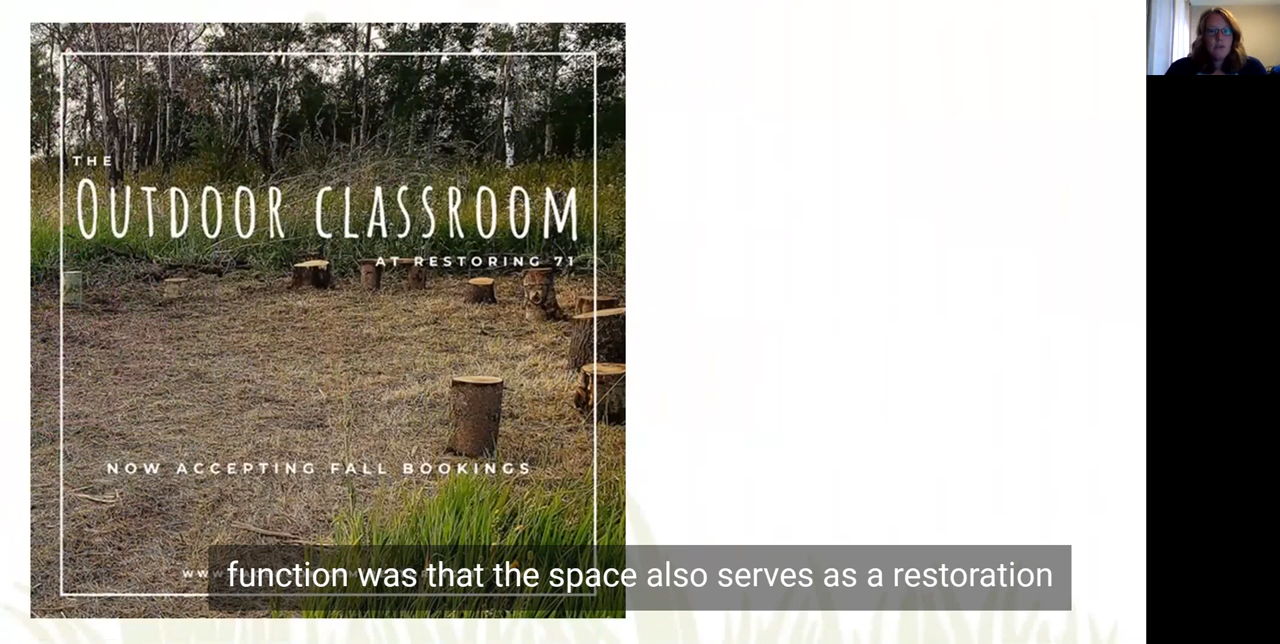 THE
OUTDOOR CLASSROOM
AT RESTORING 71
NOW ACCEPTING FALL BOOKINGS
function was that the space also serves as a restoration